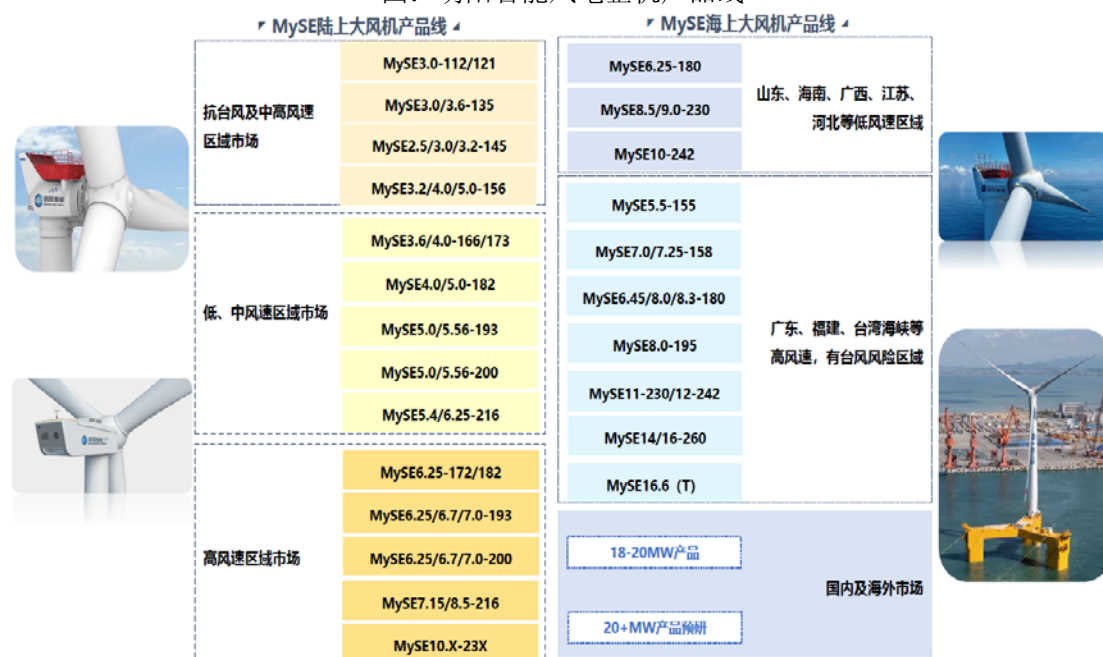 MySE陆上大风机产品线
抗台风及中高风速
区域市场
MySE3.0-112/121
MySE3.0/3.6-135
MySE2.5/3.0/3.2-145
MySE3.2/4.0/5.0-156
低、中风速区域市场
MySE3.6/4.0-166/173
MySE4.0/5.0-182
MySE5.0/5.56-193
MySE5.0/5.56-200
MySE5.4/6.25-216
高风速区域市场
MySE6.25-172/182
MySE6.25/6.7/7.0-193
MySE6.25/6.7/7.0-200
MySE7.15/8.5-216
MySE10.X-23X
MySE海上大风机产品线
MySE6.25-180
MySE8.5/9.0-230
MySE10-242
山东、海南、广西、江苏、
河北等低风速区域
MySE5.5-155
MySE7.0/7.25-158
MySE6.45/8.0/8.3-180
MySE8.0-195
MySE11-230/12-242
MySE14/16-260
MySE16.6（T）
广东、福建、台湾海峡等
高风速，有台风风险区域
18-20MW产品
20+MW产品预研
国内及海外市场